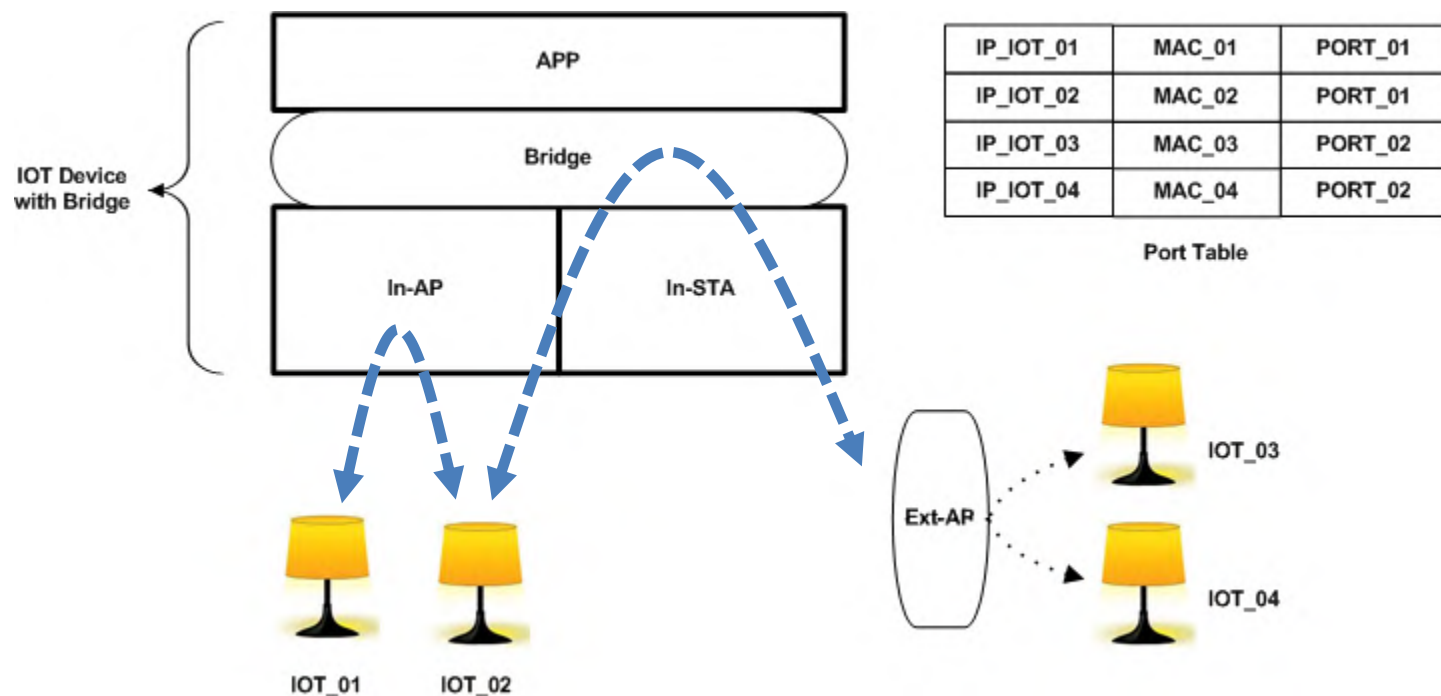 APP
Bridge
IOT Device
with Bridge
In-AP
In-STA
IP_IOT_01 MAC_01 PORT_01
IP_IOT_02 MAC_02 PORT_01
IP_IOT_03 MAC_03 PORT_02
IP_IOT_04 MAC_04 PORT_02
Port Table
Ext-AP
IOT_03
IOT_04
IOT_01
IOT_02